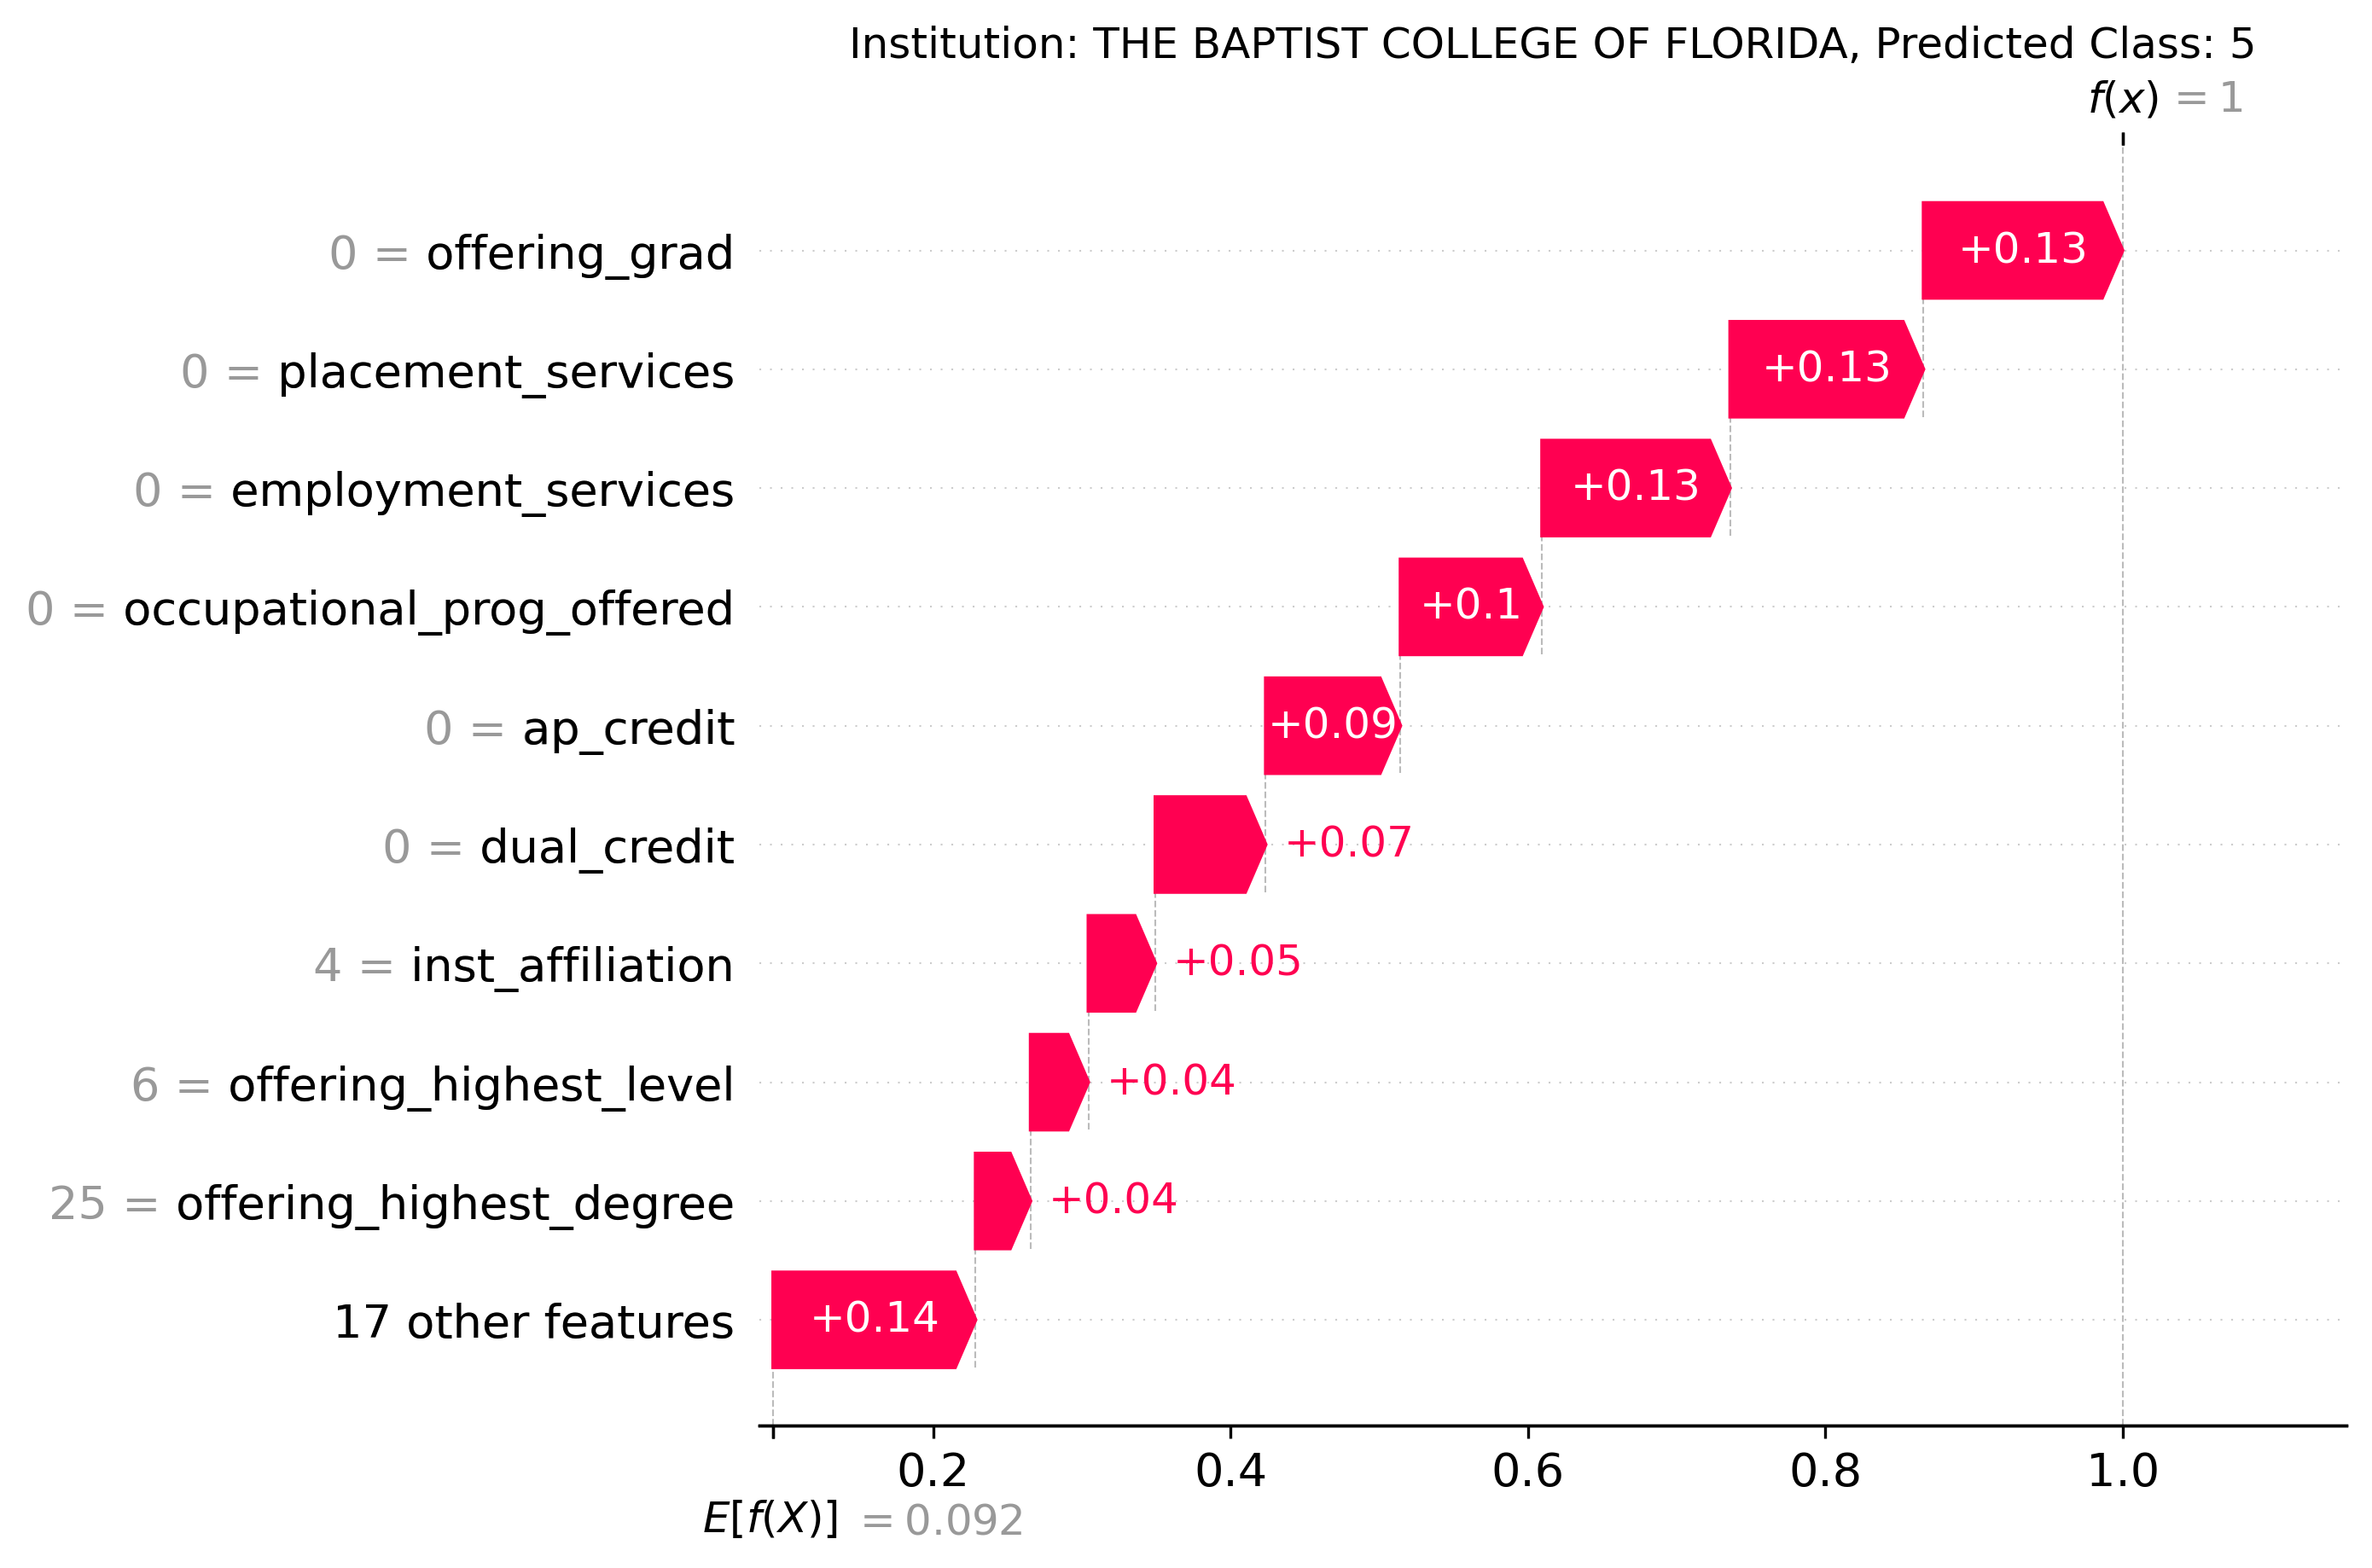 Institution: THE BAPTIST COLLEGE OF FLORIDA, Predicted Class: 5
f(x) = 1
0 = offering_grad +0.13
0 = placement_services +0.13
0 = employment_services +0.13
0 = occupational_prog_offered +0.1
0 = ap_credit +0.09
0 = dual_credit +0.07
4 = inst_affiliation +0.05
6 = offering_highest_level +0.04
25 = offering_highest_degree +0.04
17 other features +0.14
0.2 0.4 0.6 0.8 1.0
E[f(X)] = 0.092